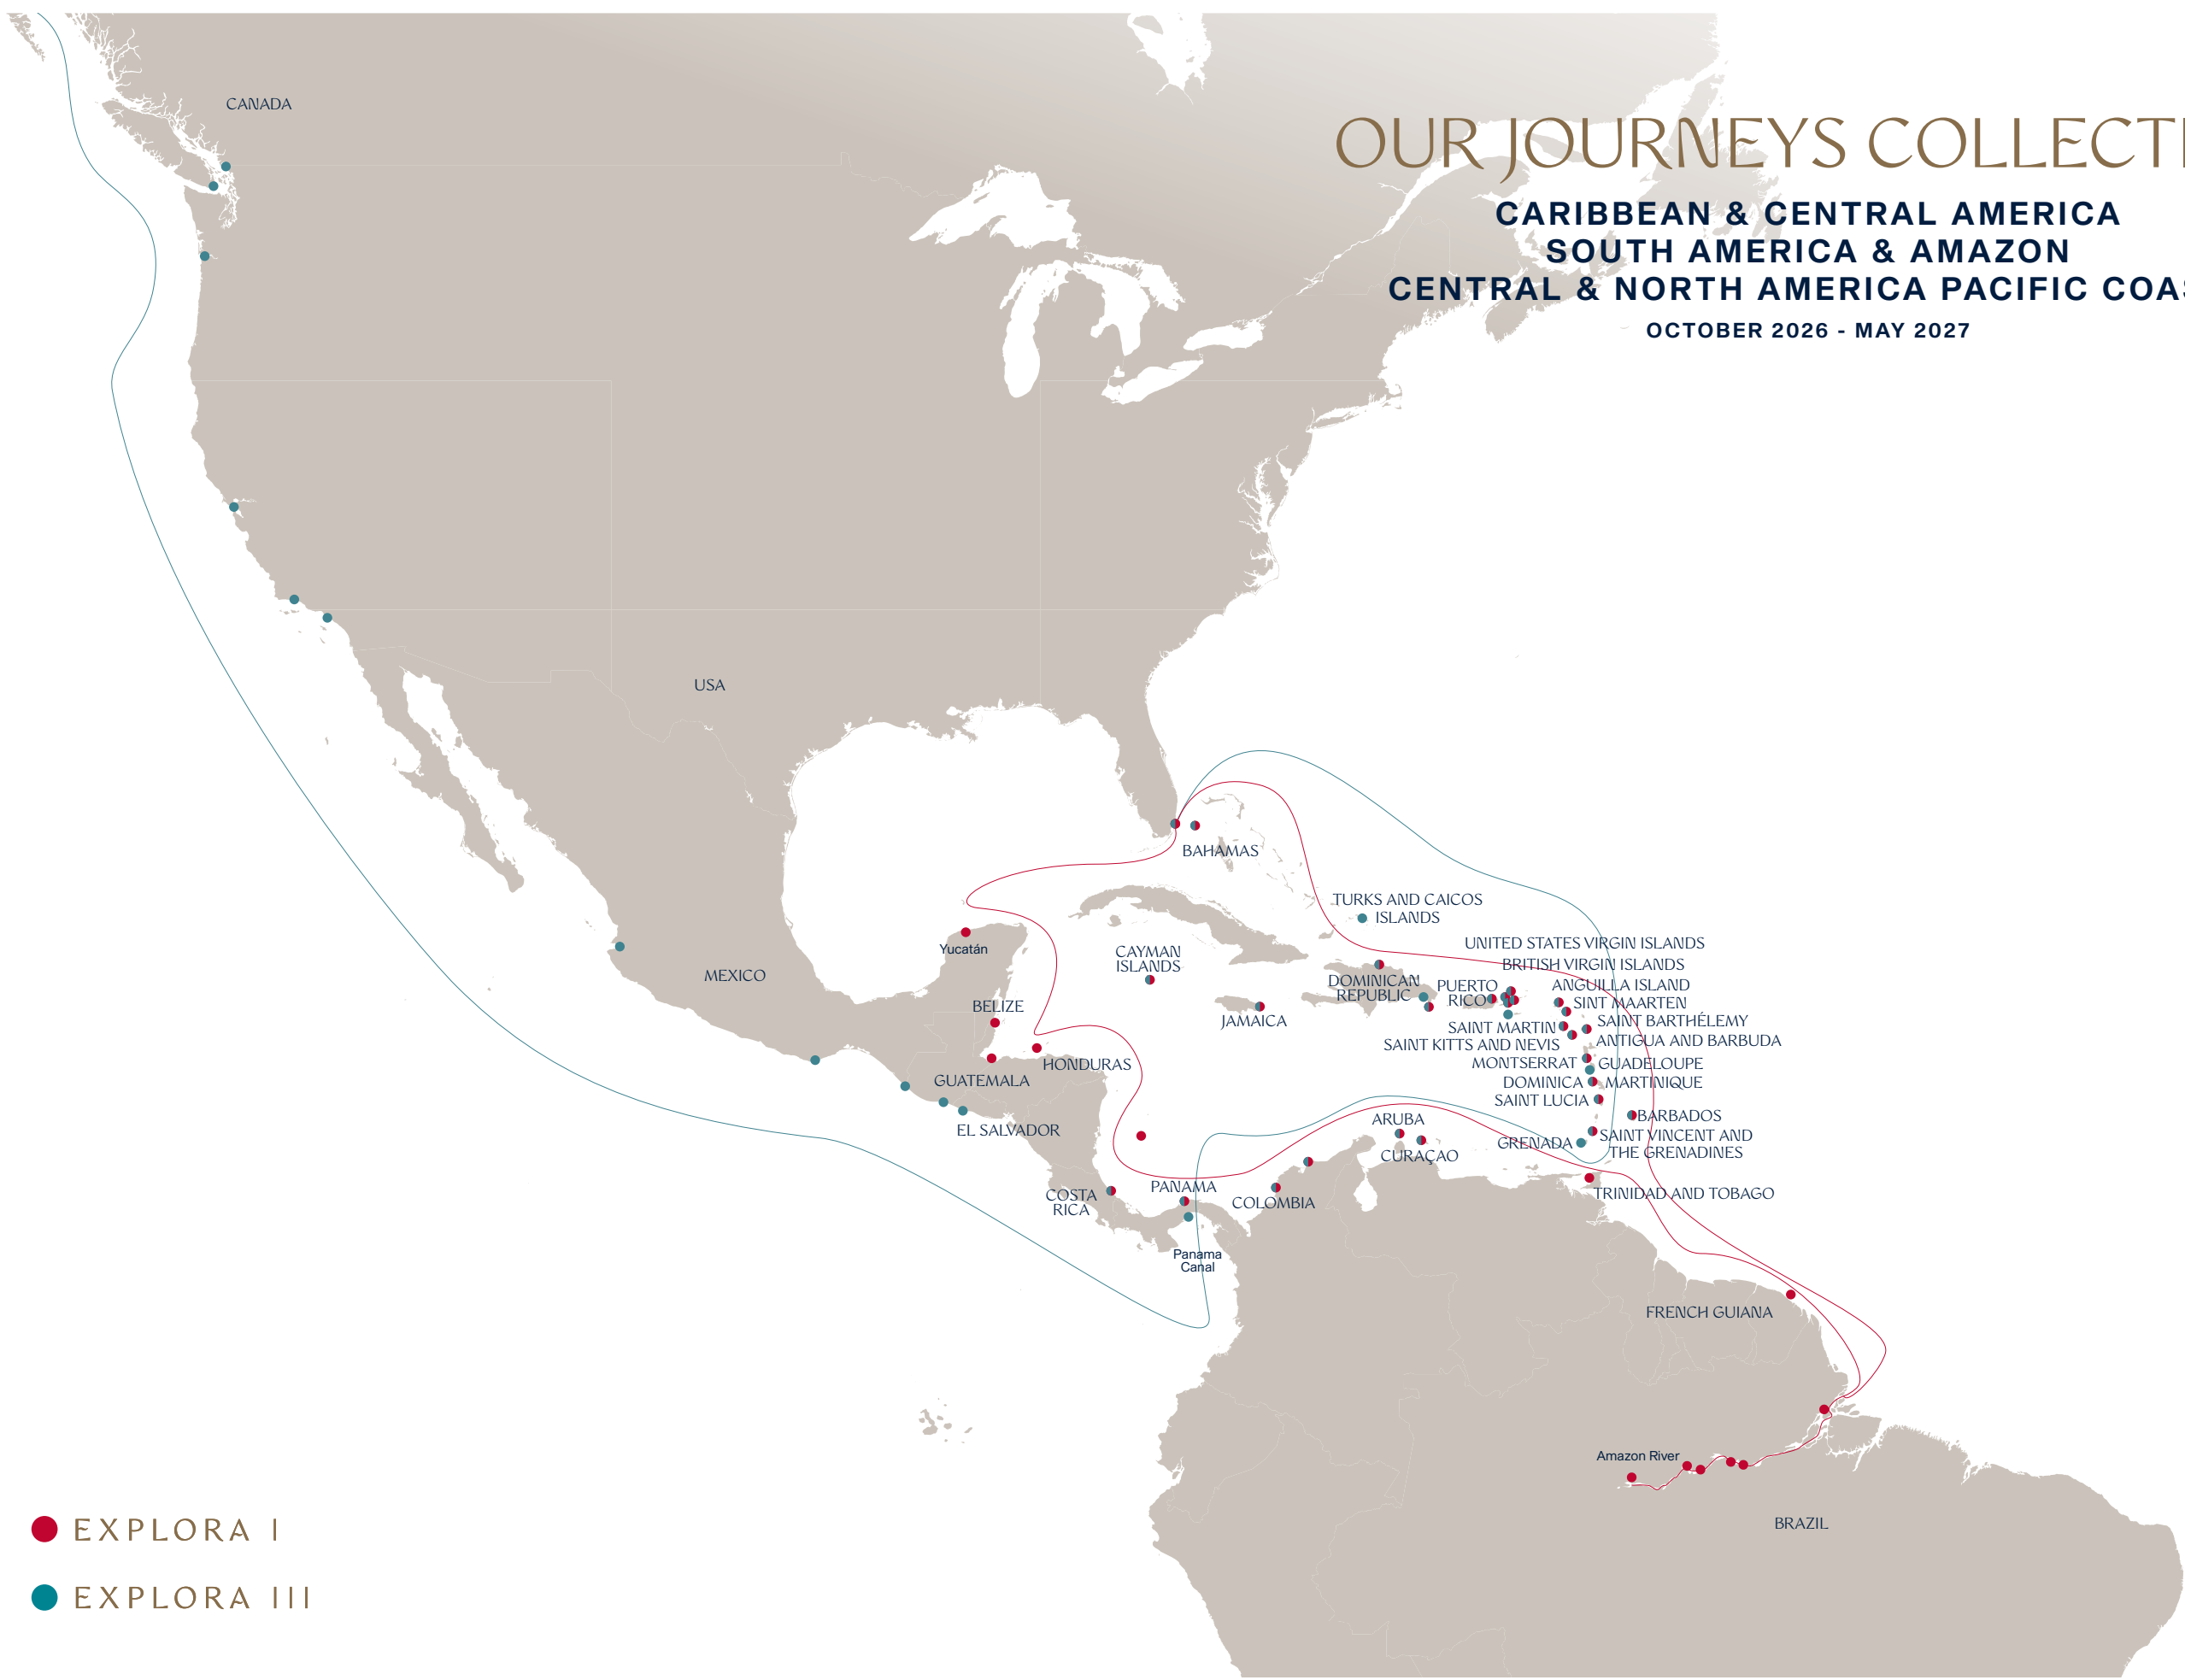 CANADA
OUR JOURNEYS COLLECTI
CARIBBEAN & CENTRAL AMERICA
SOUTH AMERICA & AMAZON
CENTRAL & NORTH AMERICA PACIFIC COAS
OCTOBER 2026 - MAY 2027
USA
BAHAMAS
TURKS AND CAICOS
ISLANDS
UNITED STATES VIRGIN ISLANDS
Yucatán
CAYMAN
ISLANDS
BRITISH VIRGIN ISLANDS
MEXICO
DOMINICAN
REPUBLIC
PUERTO
RICO
ANGUILLA ISLAND
SINT MAARTEN
BELIZE
JAMAICA
SAINT BARTHÉLEMY
SAINT MARTIN
ANTIGUA AND BARBUDA
SAINT KITTS AND NEVIS
HONDURAS
MONTSERRAT
GUADELOUPE
GUATEMALA
DOMINICA
MARTINIQUE
SAINT LUCIA
BARBADOS
EL SALVADOR
ARUBA
SAINT VINCENT AND
THE GRENADINES
GRENADA
CURAÇAO
COSTA
RICA
PANAMA
COLOMBIA
TRINIDAD AND TOBAGO
Panama
Canal
FRENCH GUIANA
Amazon River
BRAZIL
EXPLORA I
EXPLORA III